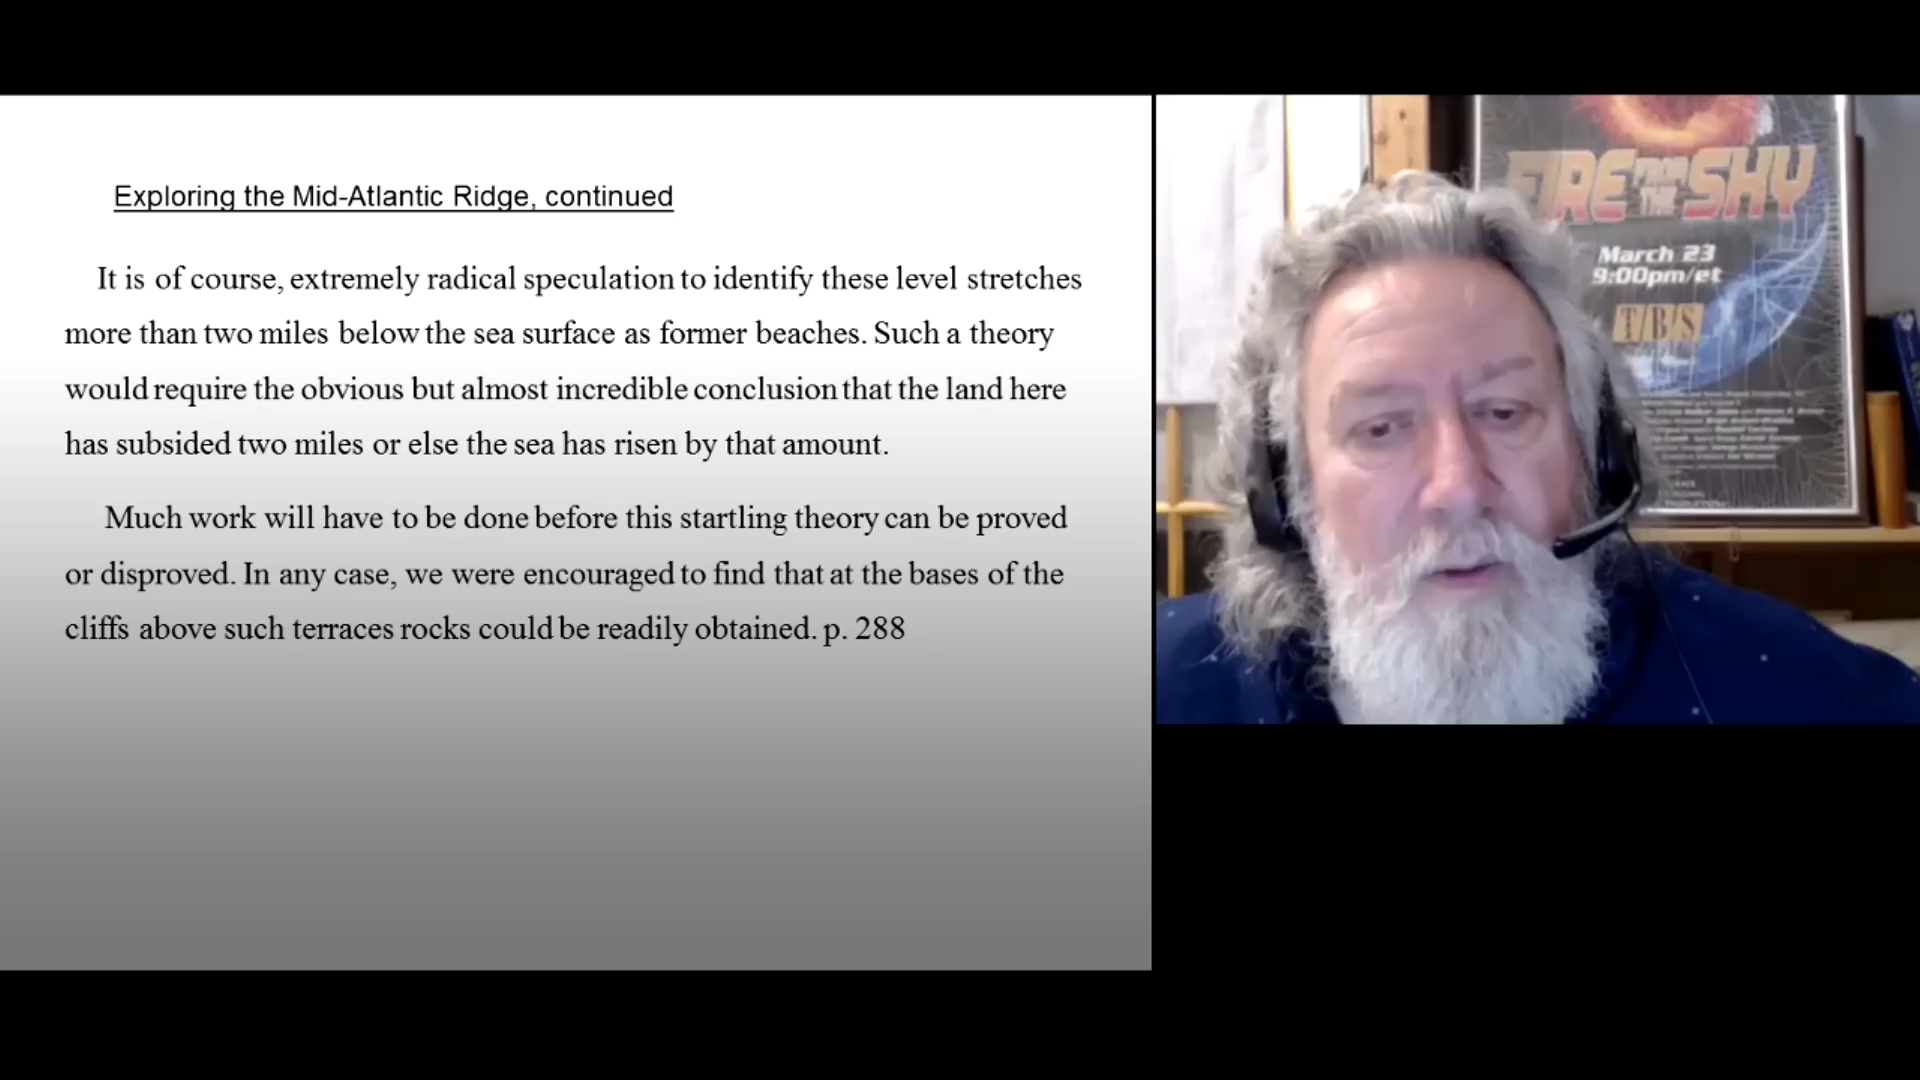 Exploring the Mid-Atlantic Ridge, continued
It is of course, extremely radical speculation to identify these level stretches
more than two miles below the sea surface as former beaches. Such a theory
would require the obvious but almost incredible conclusion that the land here
has subsided two miles or else the sea has risen by that amount.
Much work will have to be done before this startling theory can be proved
or disproved. In any case, we were encouraged to find that at the bases of the
cliffs above such terraces rocks could be readily obtained. p. 288
FIRE FROM THE SKY
March 23
9:00pm/et
TBS